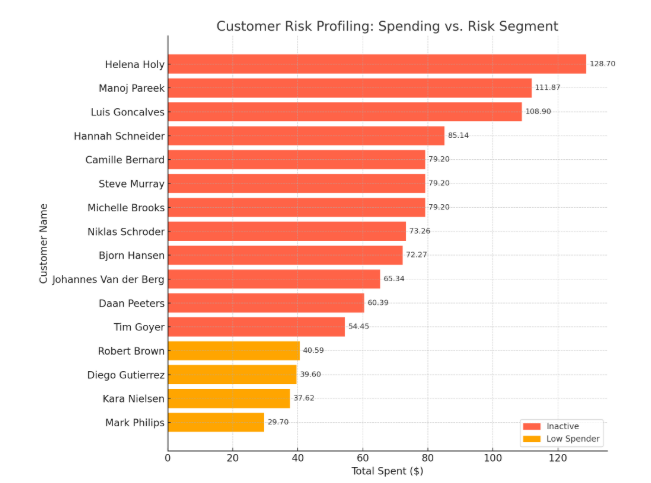 Customer Risk Profiling: Spending vs. Risk Segment
Customer Name
Helena Holy 128.70
Manoj Pareek 111.87
Luis Goncalves 108.90
Hannah Schneider 85.14
Camille Bernard 79.20
Steve Murray 79.20
Michelle Brooks 79.20
Niklas Schroder 73.26
Bjorn Hansen 72.27
Johannes Van der Berg 65.34
Daan Peeters 60.39
Tim Goyer 54.45
Robert Brown 40.59
Diego Gutierrez 39.60
Kara Nielsen 37.62
Mark Philips 29.70
Inactive
Low Spender
0 20 40 60 80 100 120
Total Spent ($)